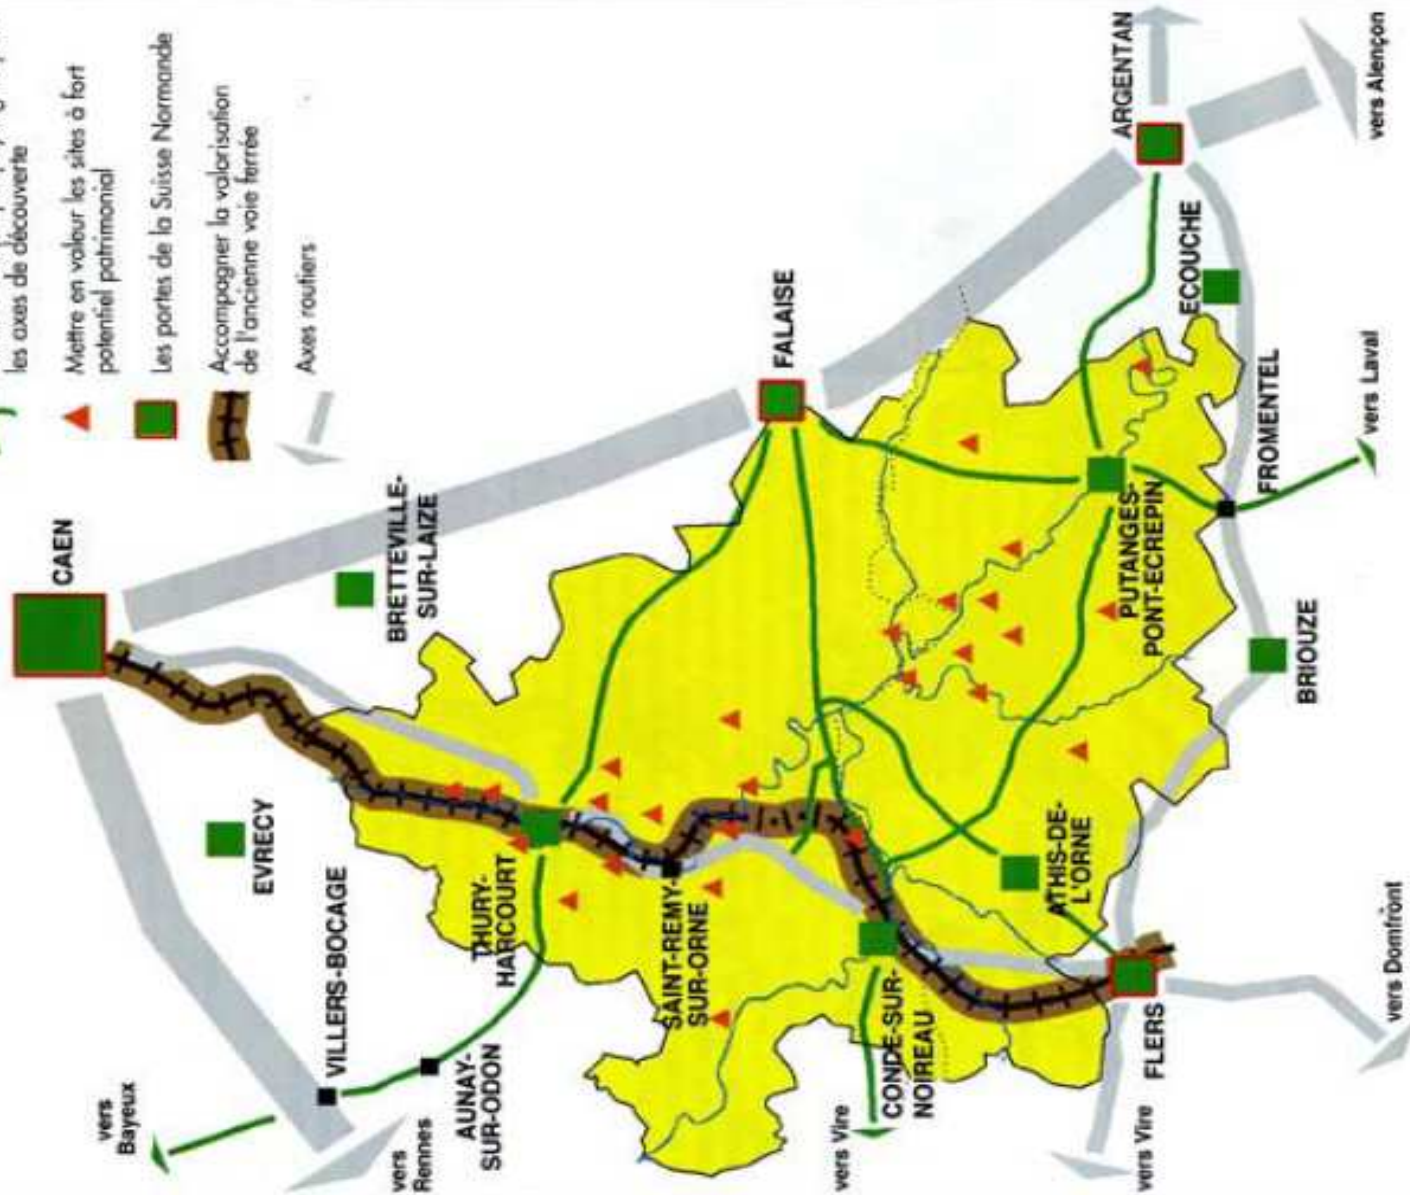 les axes de découverte
Mettre en valeur les sites à fort
potentiel patrimonial
Les portes de la Suisse Normande
Accompagner la valorisation
de l'ancienne voie ferrée
Axes routiers
CAEN
BRETTEVILLE-
SUR-LAIZE
EVRECY
VILLERS-BOCAGE
vers
Bayeux
vers
Rennes
AUNAY-
SUR-ODON
THURY-
HARCOURT
SAINT-REMY-
SUR-ORNE
FALAISE
ARGENTAN
vers Alençon
ECOUCHE
FROMENTEL
vers Laval
PUTANGES-
PONT-ECREPIN
BRIOUZE
ATHIS-DE-
L'ORNE
CONDE-SUR-
NOIREAU
vers Vire
FLERS
vers Vire
vers Domfront